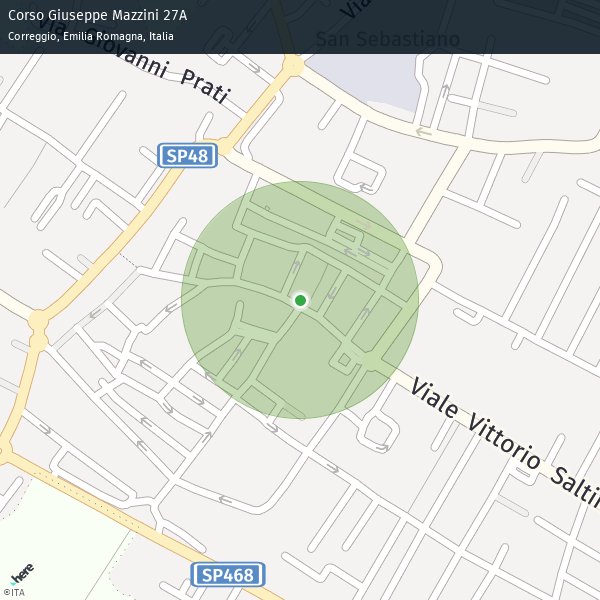 Corso Giuseppe Mazzini 27A
Correggio, Emilia Romagna, Italia
San Sebastiano
Via Giovanni Prati
Via
SP48
Viale Vittorio Saltin
SP468
here
©ITA